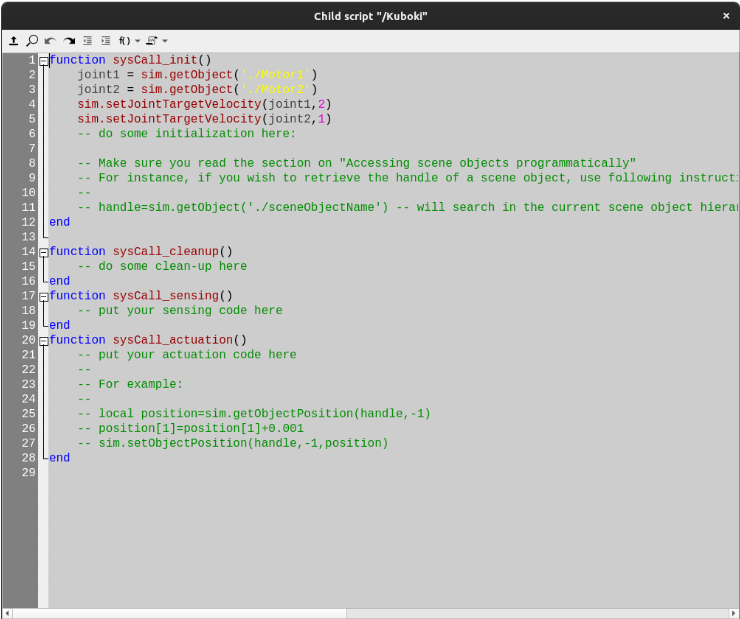 Child script "/Kuboki"
f()
1 function sysCall_init()
2 joint1 = sim.getObject('./Motor1')
3 joint2 = sim.getObject('./Motor2')
4 sim.setJointTargetVelocity(joint1,2)
5 sim.setJointTargetVelocity(joint2,1)
6 -- do some initialization here:
7
8 -- Make sure you read the section on "Accessing scene objects programmatically"
9 -- For instance, if you wish to retrieve the handle of a scene object, use following instructi
10 --
11 -- handle=sim.getObject('./sceneObjectName') -- will search in the current scene object hierar
12 end
13
14 function sysCall_cleanup()
15 -- do some clean-up here
16 end
17 function sysCall_sensing()
18 -- put your sensing code here
19 end
20 function sysCall_actuation()
21 -- put your actuation code here
22 --
23 -- For example:
24 --
25 -- local position=sim.getObjectPosition(handle,-1)
26 -- position[1]=position[1]+0.001
27 -- sim.setObjectPosition(handle,-1,position)
28 end
29